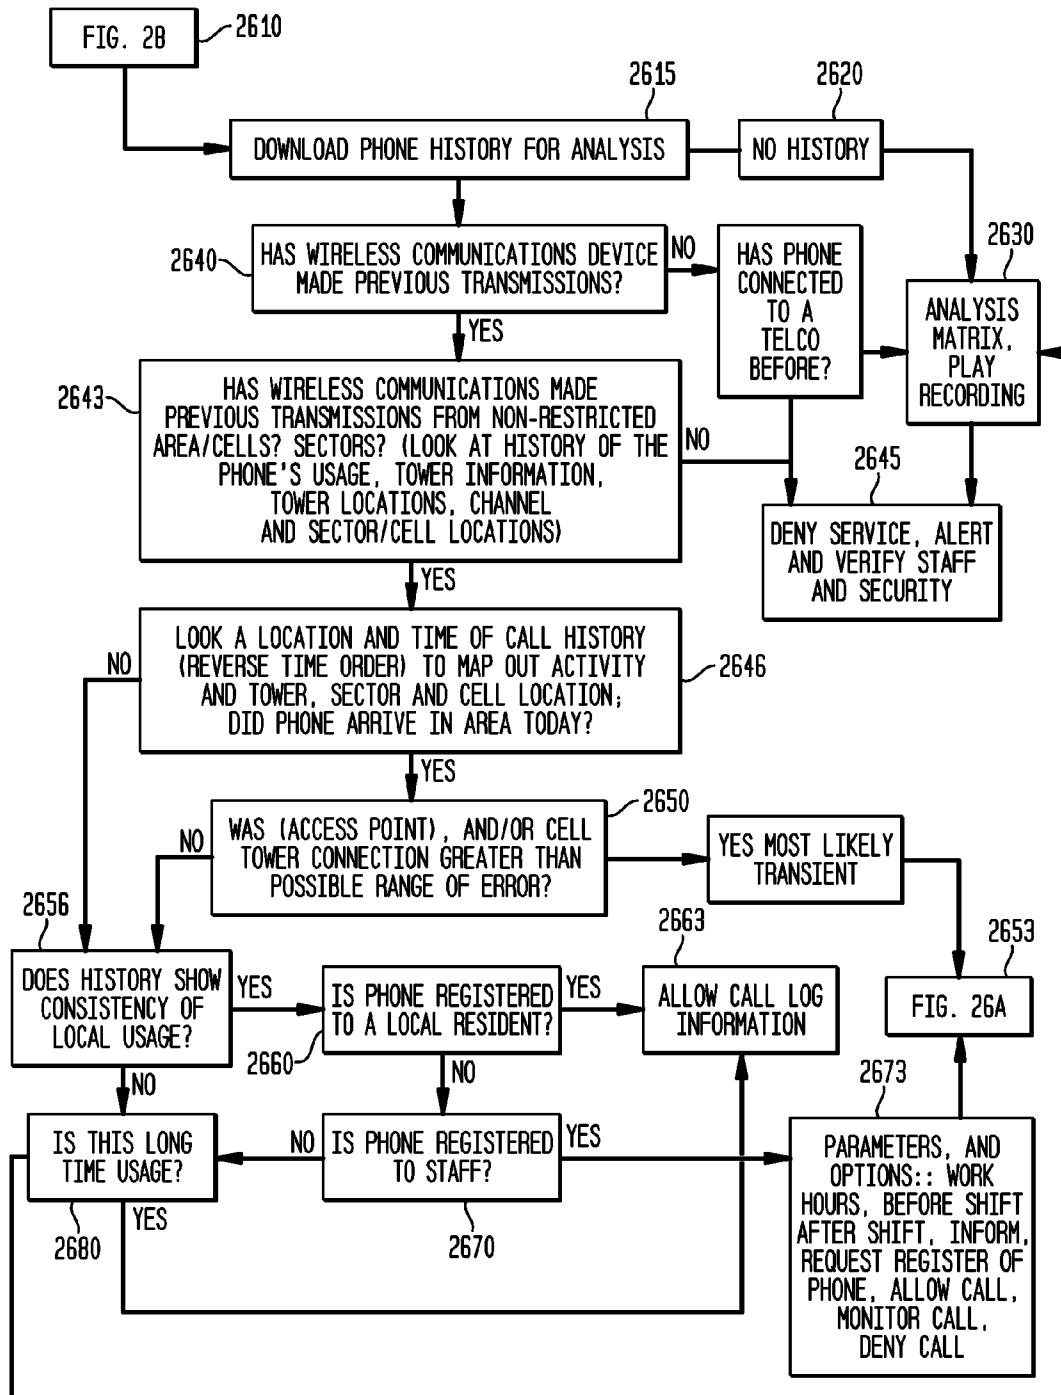 FIG. 2B
2610
2615
2620
DOWNLOAD PHONE HISTORY FOR ANALYSIS
NO HISTORY
2640
HAS WIRELESS COMMUNICATIONS DEVICE
MADE PREVIOUS TRANSMISSIONS?
NO
HAS PHONE
CONNECTED
TO A
TELCO
BEFORE?
2630
ANALYSIS
MATRIX,
PLAY
RECORDING
YES
2643
HAS WIRELESS COMMUNICATIONS MADE
PREVIOUS TRANSMISSIONS FROM NON-RESTRICTED
AREA/CELLS? SECTORS? (LOOK AT HISTORY OF THE
PHONE'S USAGE, TOWER INFORMATION,
TOWER LOCATIONS, CHANNEL
AND SECTOR/CELL LOCATIONS)
NO
2645
DENY SERVICE, ALERT
AND VERIFY STAFF
AND SECURITY
YES
NO
LOOK A LOCATION AND TIME OF CALL HISTORY
(REVERSE TIME ORDER) TO MAP OUT ACTIVITY
AND TOWER, SECTOR AND CELL LOCATION;
DID PHONE ARRIVE IN AREA TODAY?
2646
YES
NO
WAS (ACCESS POINT), AND/OR CELL
TOWER CONNECTION GREATER THAN
POSSIBLE RANGE OF ERROR?
2650
YES MOST LIKELY
TRANSIENT
2656
DOES HISTORY SHOW
CONSISTENCY OF
LOCAL USAGE?
YES
IS PHONE REGISTERED
TO A LOCAL RESIDENT?
2660
YES
2663
ALLOW CALL LOG
INFORMATION
2653
FIG. 26A
NO
NO
2673
IS THIS LONG
TIME USAGE?
2680
NO
IS PHONE REGISTERED
TO STAFF?
2670
YES
YES
PARAMETERS, AND
OPTIONS:: WORK
HOURS, BEFORE SHIFT
AFTER SHIFT, INFORM,
REQUEST REGISTER OF
PHONE, ALLOW CALL,
MONITOR CALL,
DENY CALL